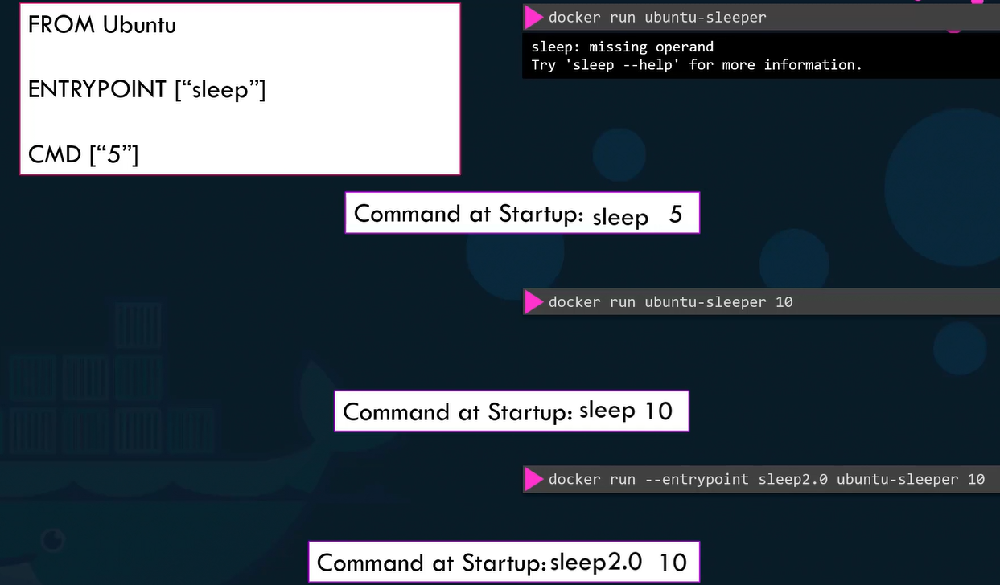 FROM Ubuntu
ENTRYPOINT [“sleep”]
CMD [“5”]
docker run ubuntu-sleeper
sleep: missing operand
Try 'sleep --help' for more information.
Command at Startup: sleep 5
docker run ubuntu-sleeper 10
Command at Startup: sleep 10
docker run --entrypoint sleep2.0 ubuntu-sleeper 10
Command at Startup: sleep2.0 10